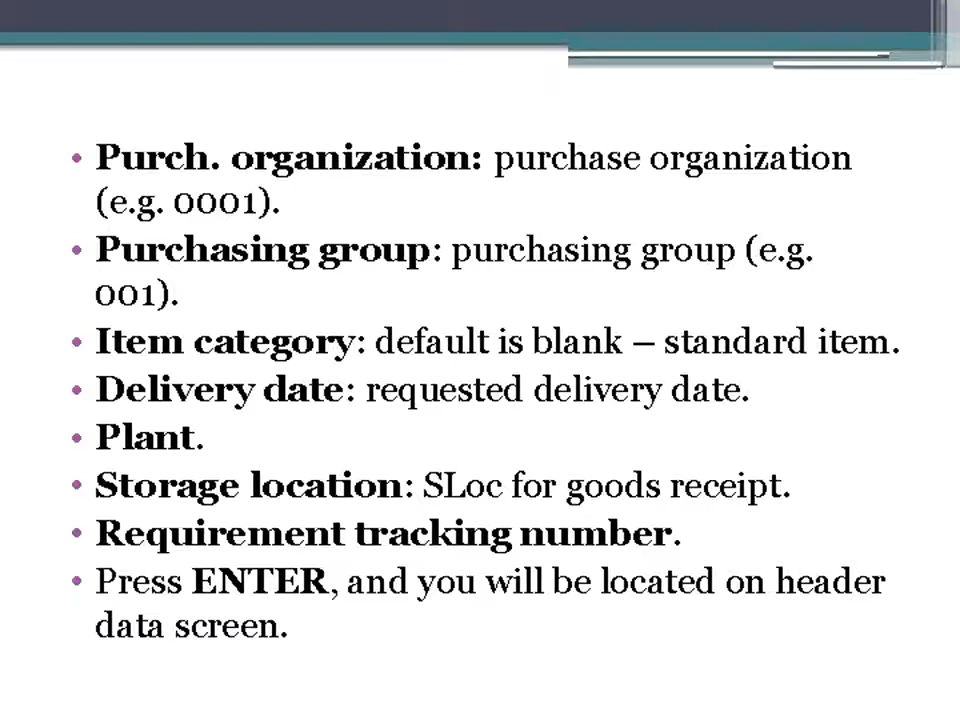 • Purch. organization: purchase organization
(e.g. 0001).
• Purchasing group: purchasing group (e.g.
001).
• Item category: default is blank – standard item.
• Delivery date: requested delivery date.
• Plant.
• Storage location: SLoc for goods receipt.
• Requirement tracking number.
• Press ENTER, and you will be located on header
data screen.